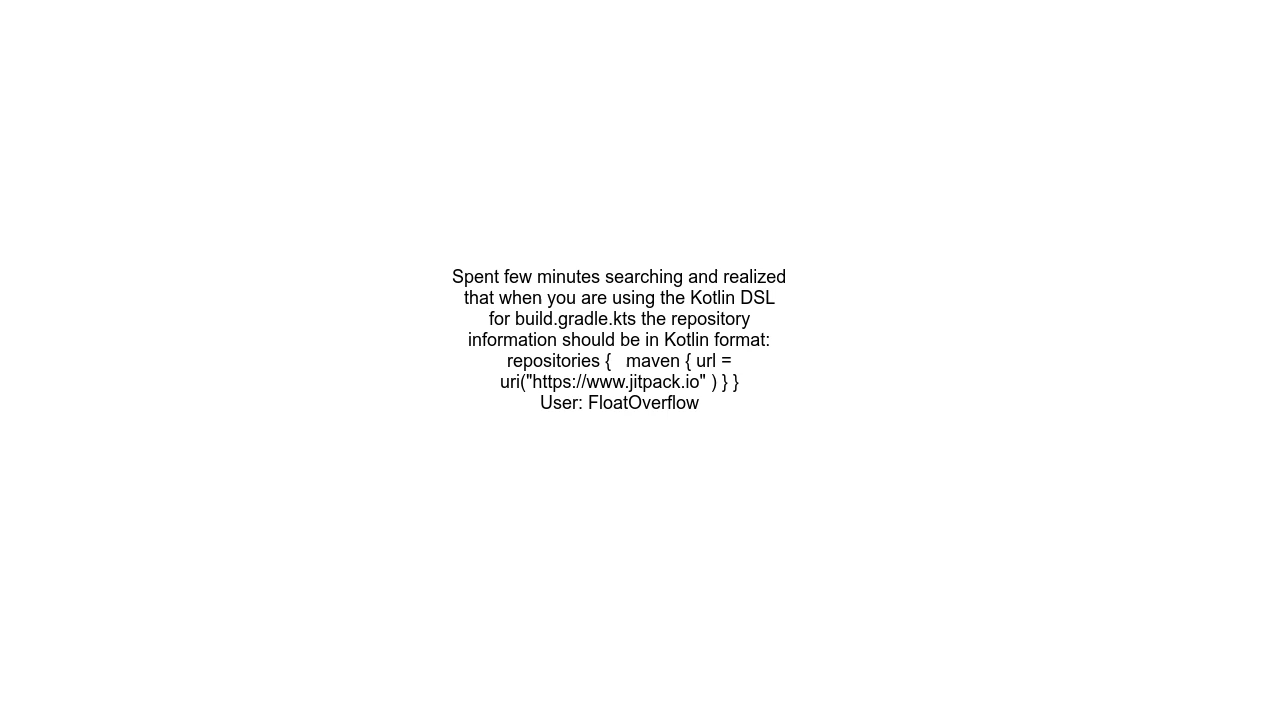 Spent few minutes searching and realized
that when you are using the Kotlin DSL
for build.gradle.kts the repository
information should be in Kotlin format:
repositories {   maven { url =
uri("https://www.jitpack.io" ) } }
User: FloatOverflow